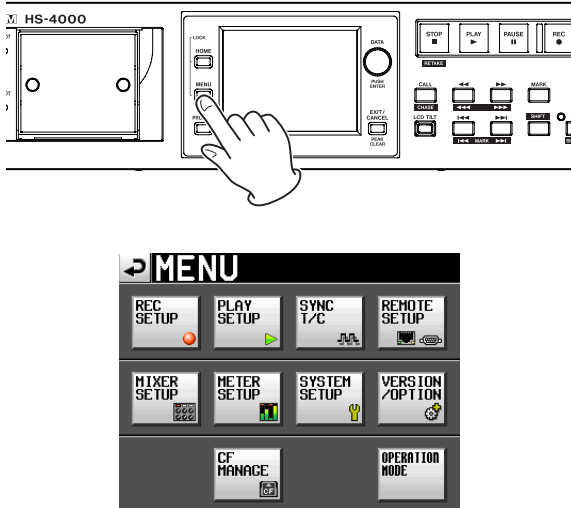 HS-4000
LOCK
HOME
MENU
DATA
PUSH
ENTER
EXIT/
CANCEL
PEAK
CLEAR
STOP PLAY PAUSE REC
RETAKE
CALL MARK
CHASE
LCD TILT SHIFT
MARK
MENU
REC
SETUP
PLAY
SETUP
SYNC
T/C
REMOTE
SETUP
MIXER
SETUP
METER
SETUP
SYSTEM
SETUP
VERSION
/OPTION
CF
MANAGE
CF
OPERATION
MODE